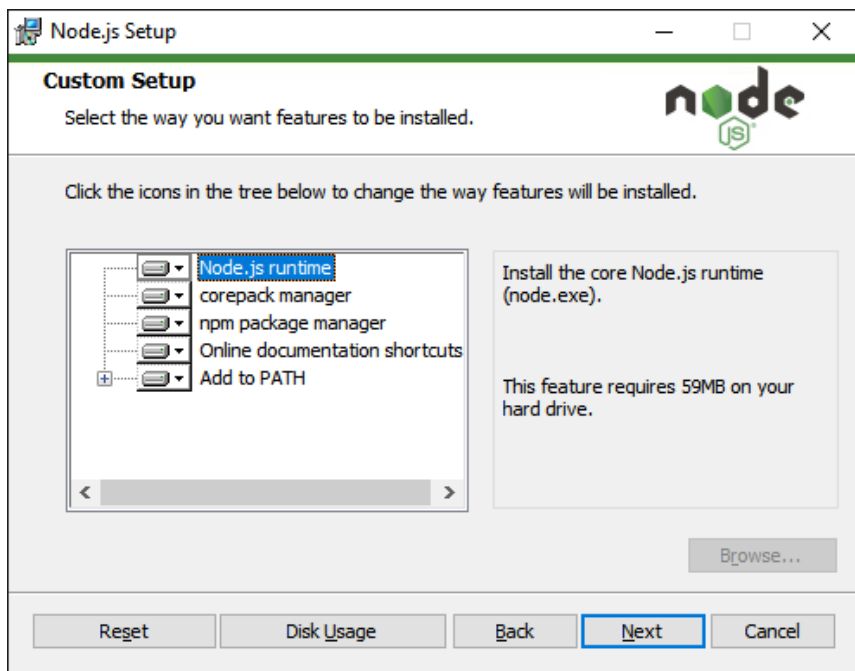 Node.js Setup
Custom Setup
Select the way you want features to be installed.
node
JS
Click the icons in the tree below to change the way features will be installed.
Node.js runtime
corepack manager
npm package manager
Online documentation shortcuts
Add to PATH
Install the core Node.js runtime
(node.exe).
This feature requires 59MB on your
hard drive.
Browse...
Reset
Disk Usage
Back
Next
Cancel